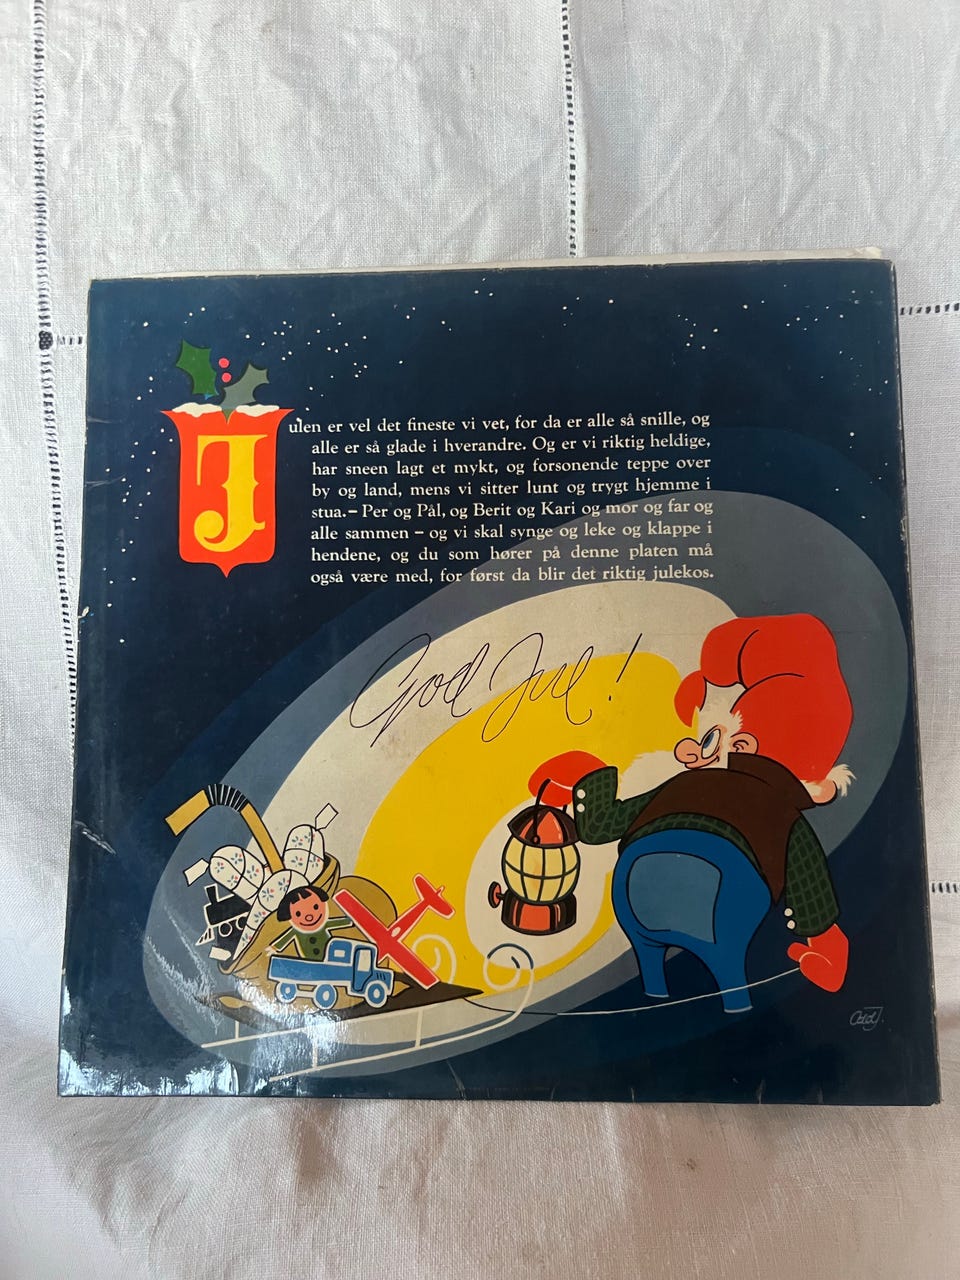 Julen er vel det fineste vi vet, for da er alle så snille, og
alle er så glade i hverandre. Og er vi riktig heldige,
har sneen lagt et mykt, og forsonende teppe over
by og land, mens vi sitter lunt og trygt hjemme i
stua. – Per og Pål, og Berit og Kari og mor og far og
alle sammen – og vi skal synge og leke og klappe i
hendene, og du som hører på denne platen må
også være med, for først da blir det riktig julekos.
God Jul!